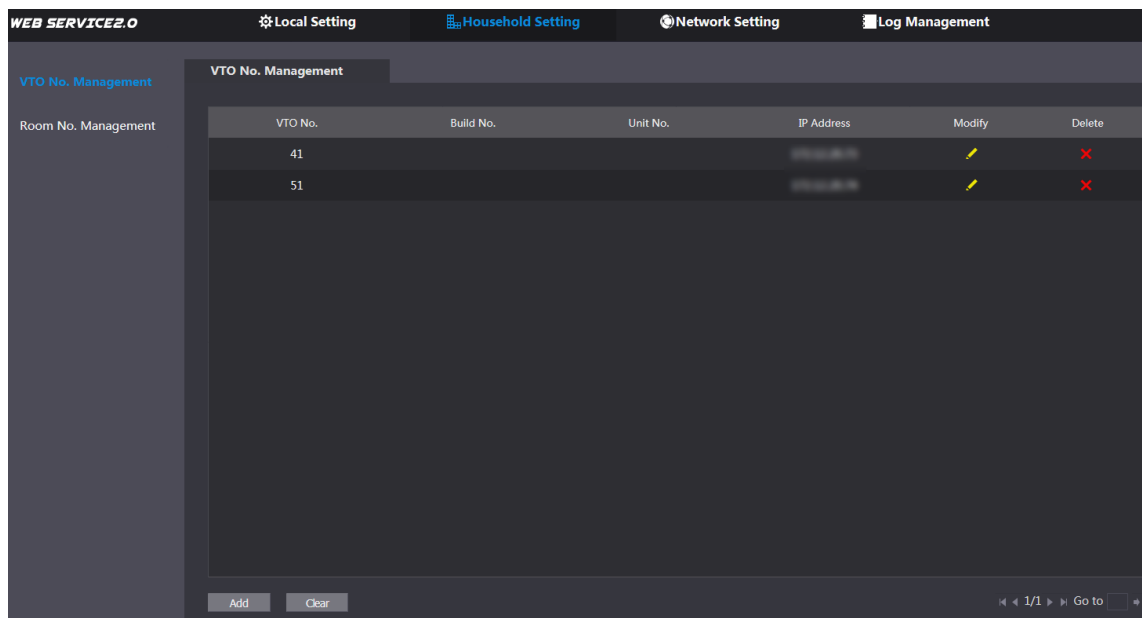 WEB SERVICE2.0 Local Setting Household Setting Network Setting Log Management
VTO No. Management
Room No. Management
VTO No. Management
VTO No. Build No. Unit No. IP Address Modify Delete
41
51
Add Clear 1/1 Go to